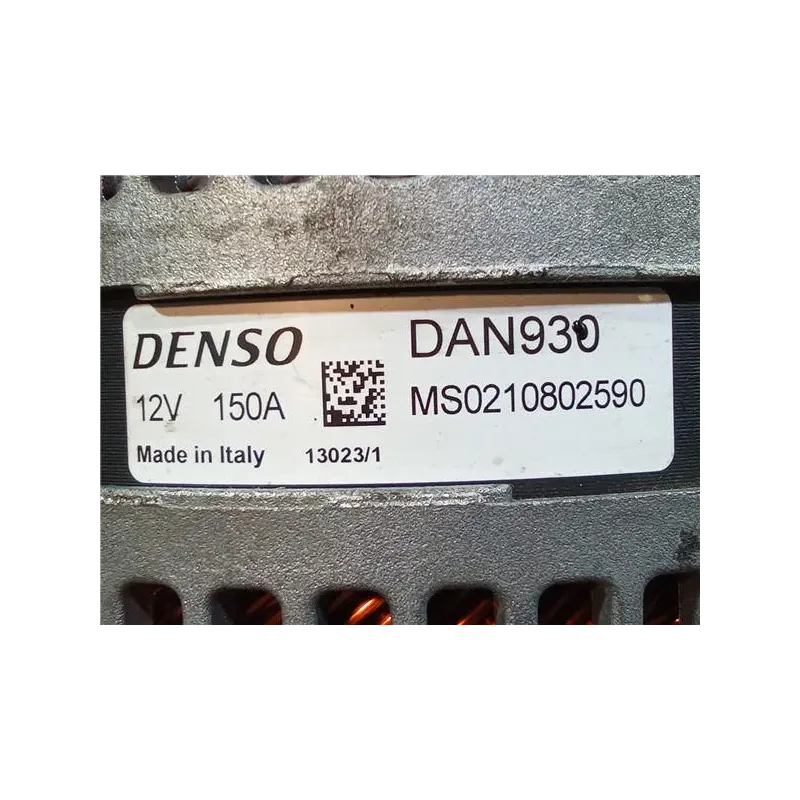 DENSO DAN930
12V 150A MS0210802590
Made in Italy 13023/1